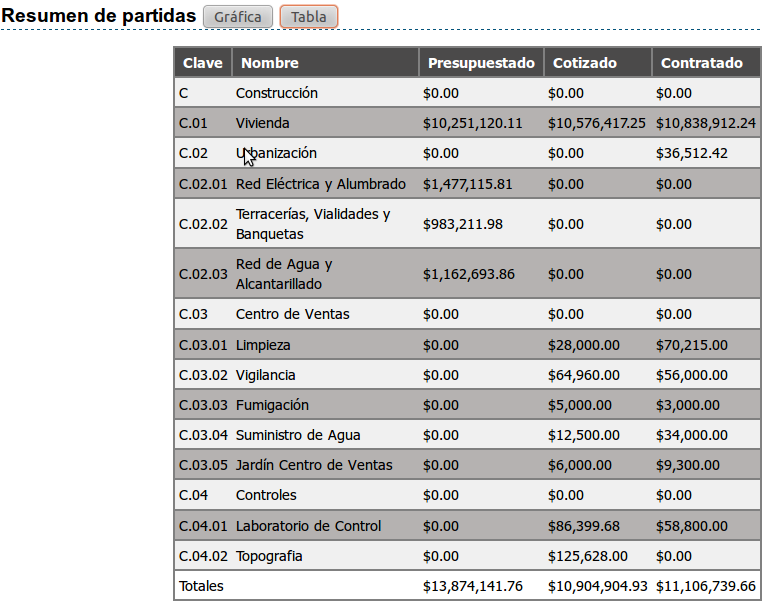 Resumen de partidas Gráfica Tabla
Clave Nombre Presupuestado Cotizado Contratado
C Construcción $0.00 $0.00 $0.00
C.01 Vivienda $10,251,120.11 $10,576,417.25 $10,838,912.24
C.02 Urbanización $0.00 $0.00 $36,512.42
C.02.01 Red Eléctrica y Alumbrado $1,477,115.81 $0.00 $0.00
C.02.02 Terracerías, Vialidades y
Banquetas $983,211.98 $0.00 $0.00
C.02.03 Red de Agua y
Alcantarillado $1,162,693.86 $0.00 $0.00
C.03 Centro de Ventas $0.00 $0.00 $0.00
C.03.01 Limpieza $0.00 $28,000.00 $70,215.00
C.03.02 Vigilancia $0.00 $64,960.00 $56,000.00
C.03.03 Fumigación $0.00 $5,000.00 $3,000.00
C.03.04 Suministro de Agua $0.00 $12,500.00 $34,000.00
C.03.05 Jardín Centro de Ventas $0.00 $6,000.00 $9,300.00
C.04 Controles $0.00 $0.00 $0.00
C.04.01 Laboratorio de Control $0.00 $86,399.68 $58,800.00
C.04.02 Topografia $0.00 $125,628.00 $0.00
Totales $13,874,141.76 $10,904,904.93 $11,106,739.66